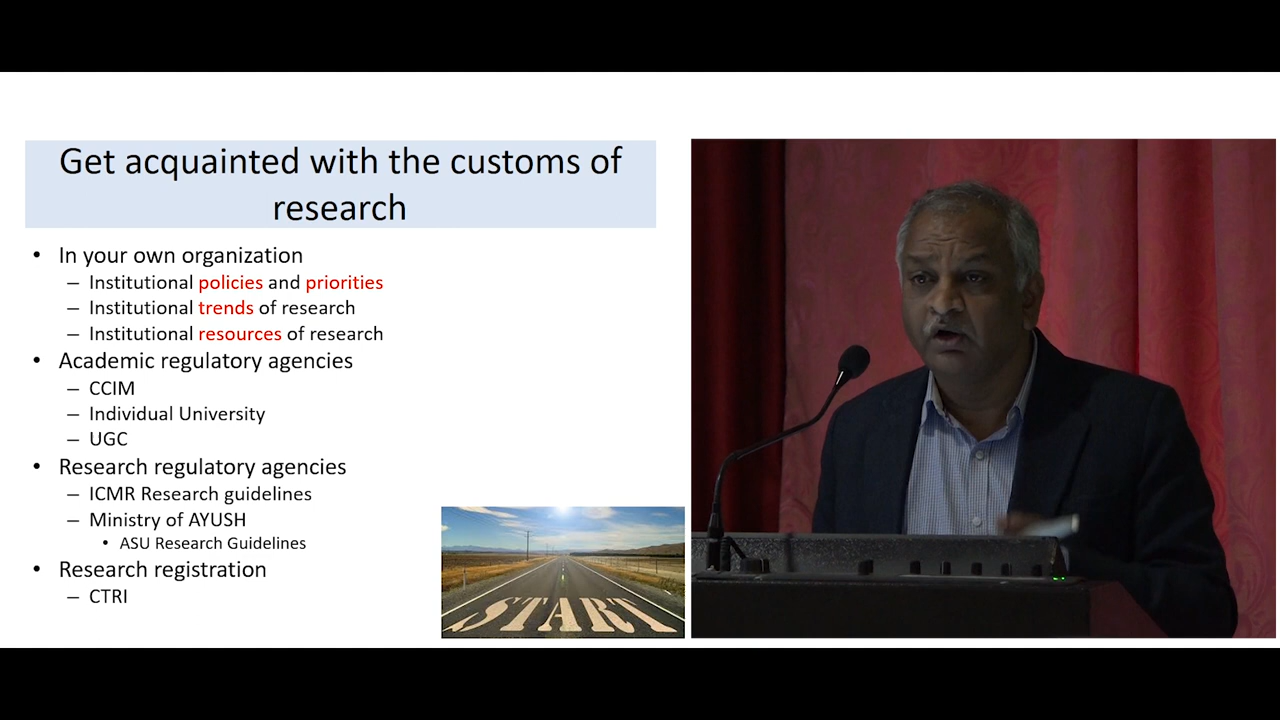 Get acquainted with the customs of
research
• In your own organization
– Institutional policies and priorities
– Institutional trends of research
– Institutional resources of research
• Academic regulatory agencies
– CCIM
– Individual University
– UGC
• Research regulatory agencies
– ICMR Research guidelines
– Ministry of AYUSH
• ASU Research Guidelines
• Research registration
– CTRI
START